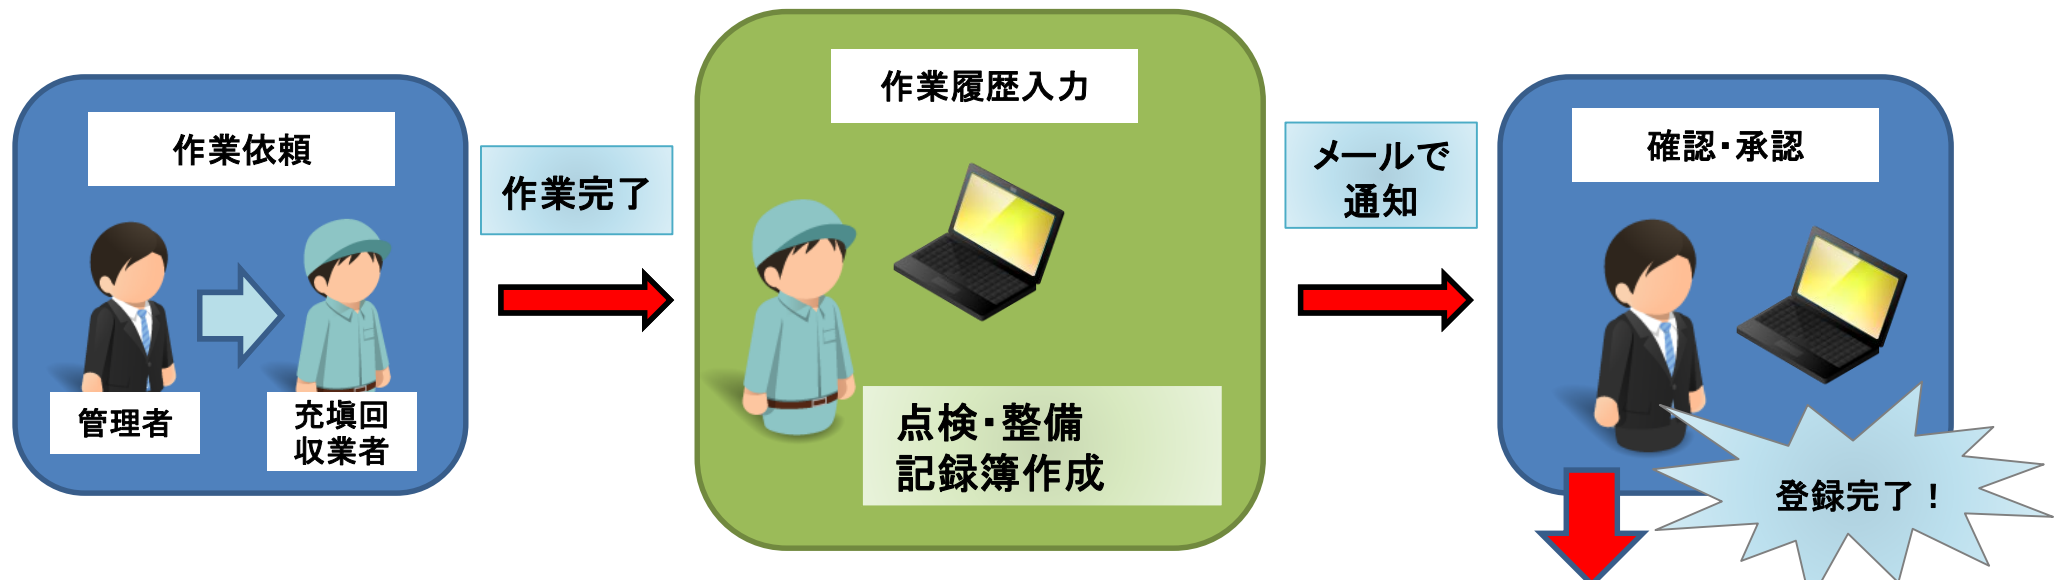 作業依頼
管理者
充塡回
収業者
作業完了
作業履歴入力
点検・整備
記録簿作成
メールで
通知
確認・承認
登録完了！